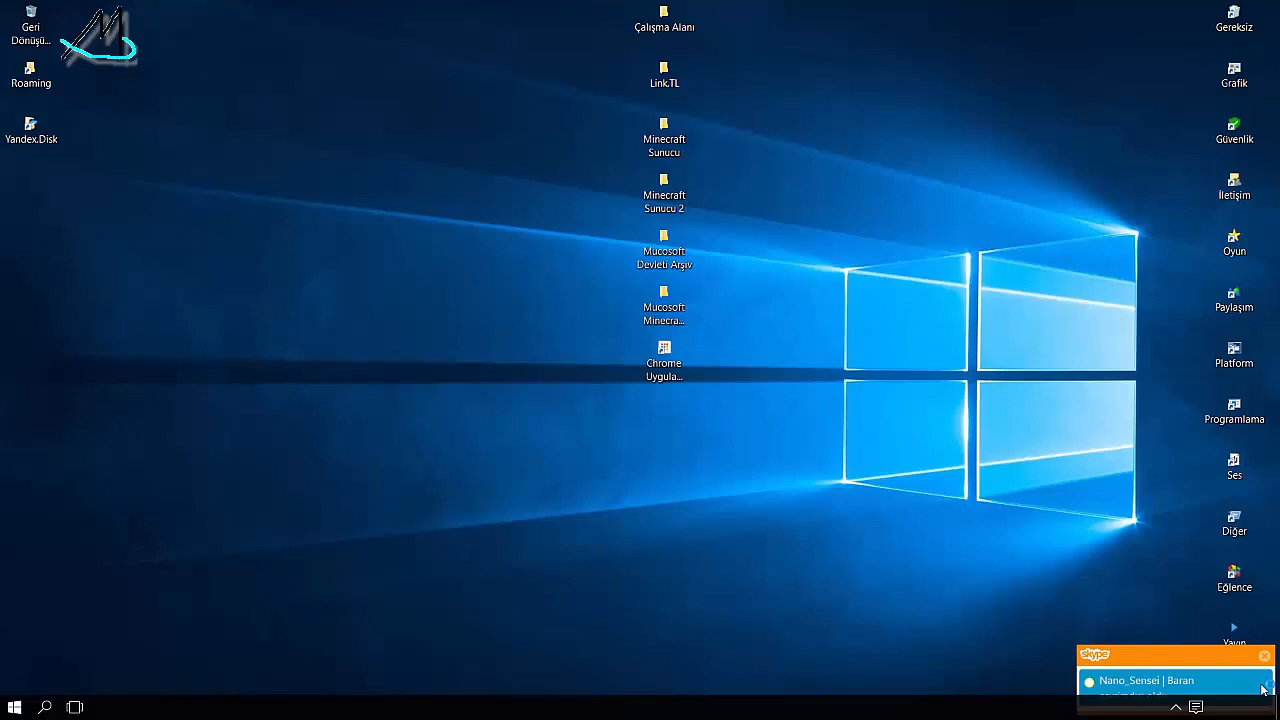 Geri
Dönüşü...
Roaming
Yandex.Disk
Çalışma Alanı
Link.TL
Minecraft
Sunucu
Minecraft
Sunucu 2
Mucosoft
Devleti Arşiv
Mucosoft
Minecra...
Chrome
Uygula...
Gereksiz
Grafik
Güvenlik
İletişim
Oyun
Paylaşım
Platform
Programlama
Ses
Diğer
Eğlence
Yayın
skype
Nano_Sensei | Baran